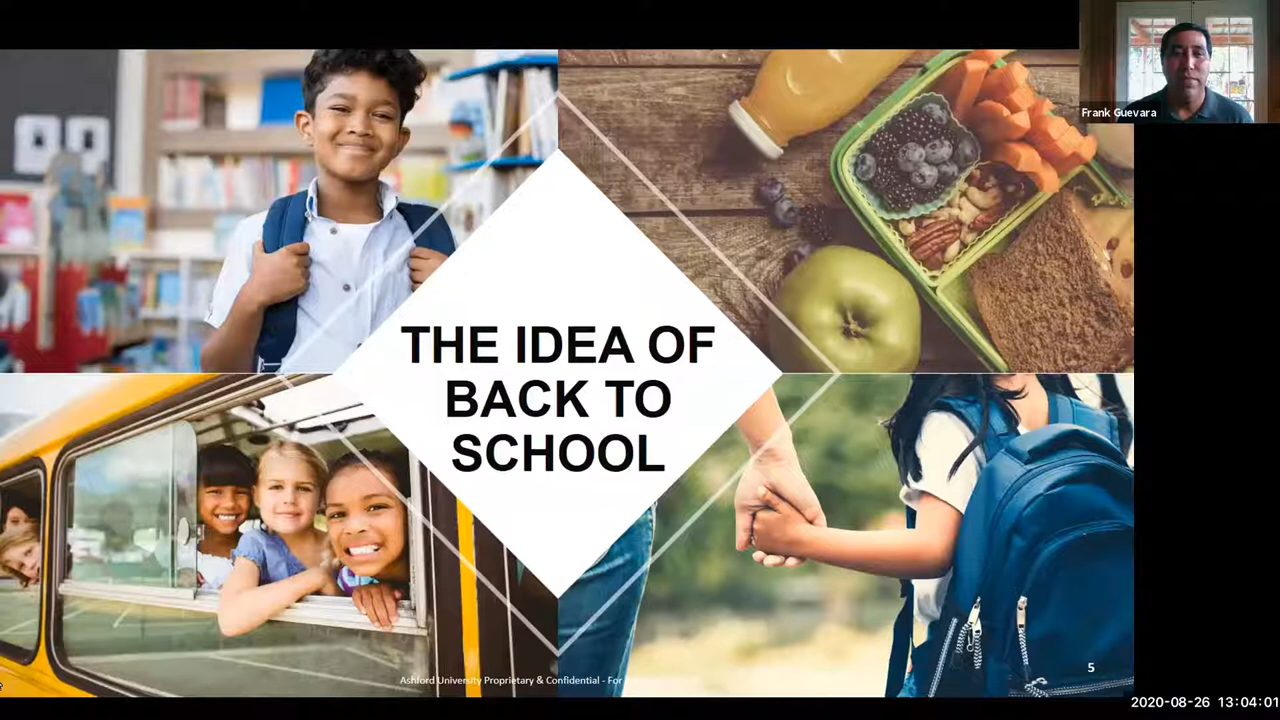 Frank Guevara
THE IDEA OF
BACK TO
SCHOOL
5
Ashford University Proprietary & Confidential - For
2020-08-26 13:04:01